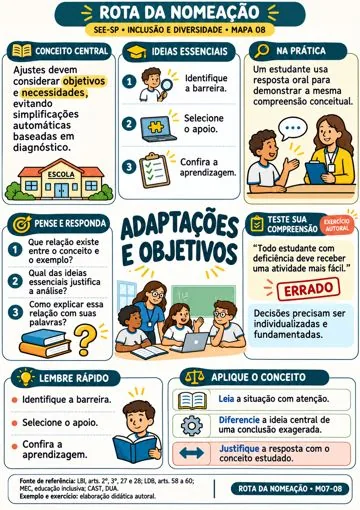 ROTA DA NOMEAÇÃO
SEE-SP • INCLUSÃO E DIVERSIDADE • MAPA 08
CONCEITO CENTRAL
Ajustes devem
considerar objetivos
e necessidades,
evitando
simplificações
automáticas
baseadas em
diagnóstico.
ESCOLA
IDEIAS ESSENCIAIS
1 Identifique
a barreira.
2 Selecione
o apoio.
3 Confira a
aprendizagem.
NA PRÁTICA
Um estudante usa
resposta oral para
demonstrar a mesma
compreensão conceitual.
PENSE E RESPONDA
1 Que relação existe
entre o conceito e
o exemplo?
2 Qual das ideias
essenciais justifica
a análise?
3 Como explicar essa
relação com suas
palavras?
ADAPTAÇÕES
E OBJETIVOS
TESTE SUA
COMPREENSÃO
EXERCÍCIO
AUTORAL
"Todo estudante com
deficiência deve receber
uma atividade mais fácil."
ERRADO
Decisões precisam ser
individualizadas e
fundamentadas.
LEMBRE RÁPIDO
• Identifique a barreira.
• Selecione o apoio.
• Confira a
aprendizagem.
APLIQUE O CONCEITO
Leia a situação com atenção.
Diferencie a ideia central de
uma conclusão exagerada.
Justifique a resposta com o
conceito estudado.
Fonte de referência: LBI, arts. 2º, 3º, 27 e 28; LDB, arts. 58 a 60;
MEC, educação inclusiva; CAST, DUA.
Exemplo e exercício: elaboração didática autoral.
ROTA DA NOMEAÇÃO • M07-08